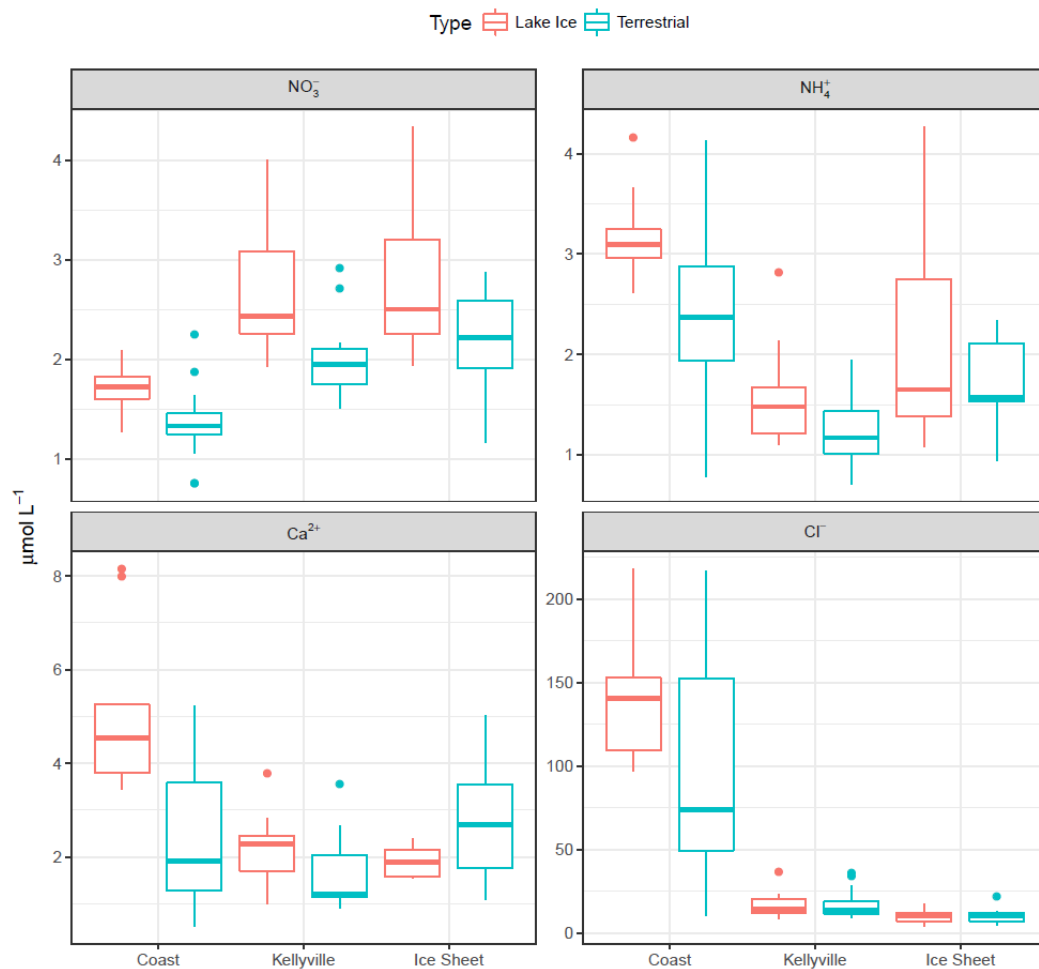 Type Lake Ice Terrestrial
NO₃⁻ NH₄⁺
4 4
3 3
2 2
1 1
µmol L⁻¹
Ca²⁺ Cl⁻
8 200
6 150
4 100
2 50
0
Coast Kellyville Ice Sheet Coast Kellyville Ice Sheet